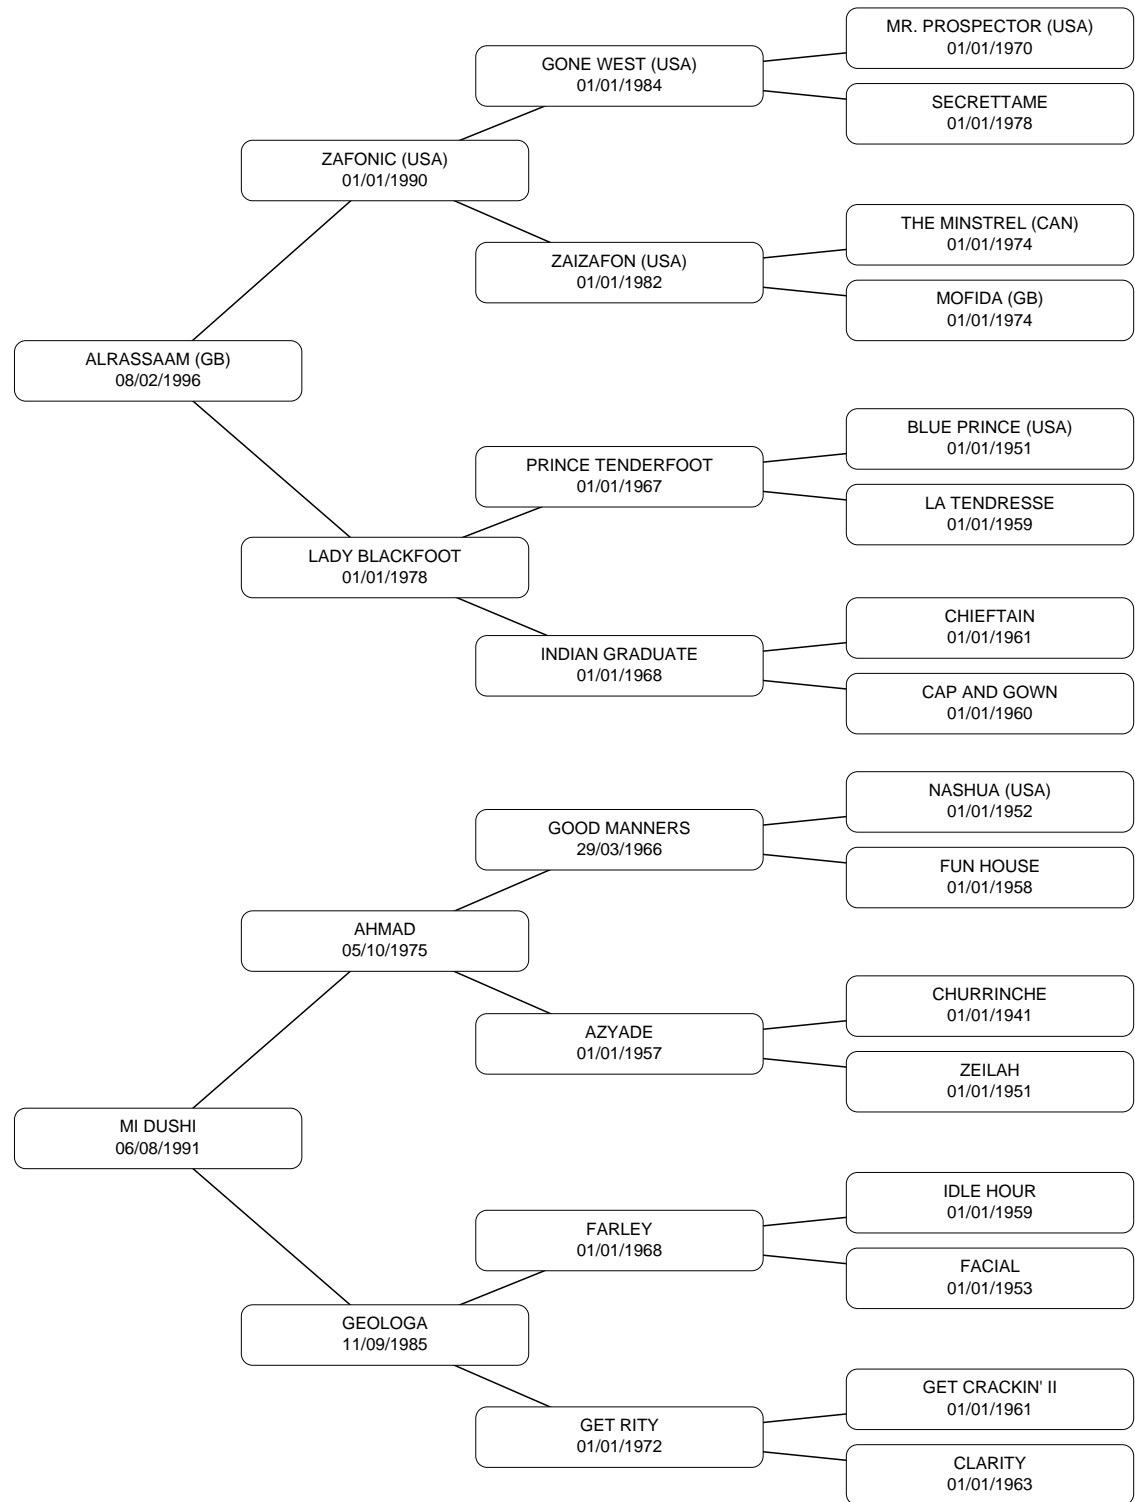 MR. PROSPECTOR (USA)
01/01/1970
GONE WEST (USA)
01/01/1984
SECRETTAME
01/01/1978
ZAFONIC (USA)
01/01/1990
THE MINSTREL (CAN)
01/01/1974
ZAIZAFON (USA)
01/01/1982
MOFIDA (GB)
01/01/1974
ALRASSAAM (GB)
08/02/1996
BLUE PRINCE (USA)
01/01/1951
PRINCE TENDERFOOT
01/01/1967
LA TENDRESSE
01/01/1959
LADY BLACKFOOT
01/01/1978
CHIEFTAIN
01/01/1961
INDIAN GRADUATE
01/01/1968
CAP AND GOWN
01/01/1960
NASHUA (USA)
01/01/1952
GOOD MANNERS
29/03/1966
FUN HOUSE
01/01/1958
AHMAD
05/10/1975
CHURRINCHE
01/01/1941
AZYADE
01/01/1957
ZEILAH
01/01/1951
MI DUSHI
06/08/1991
IDLE HOUR
01/01/1959
FARLEY
01/01/1968
FACIAL
01/01/1953
GEOLOGA
11/09/1985
GET CRACKIN' II
01/01/1961
GET RITY
01/01/1972
CLARITY
01/01/1963